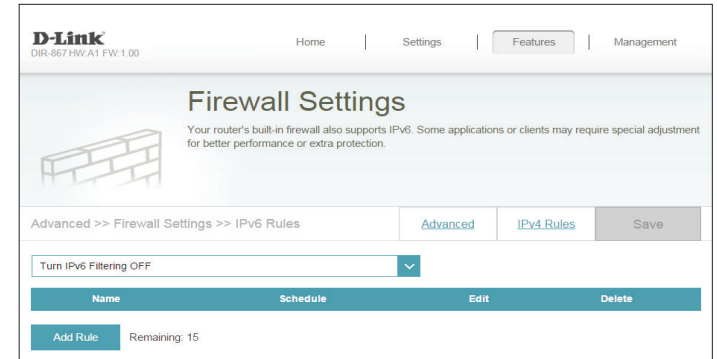 D-Link
DIR-867 HW:A1 FW:1.00
Home Settings Features Management
Firewall Settings
Your router's built-in firewall also supports IPv6. Some applications or clients may require special adjustment
for better performance or extra protection.
Advanced >> Firewall Settings >> IPv6 Rules Advanced IPv4 Rules Save
Turn IPv6 Filtering OFF
Name Schedule Edit Delete
Add Rule Remaining: 15